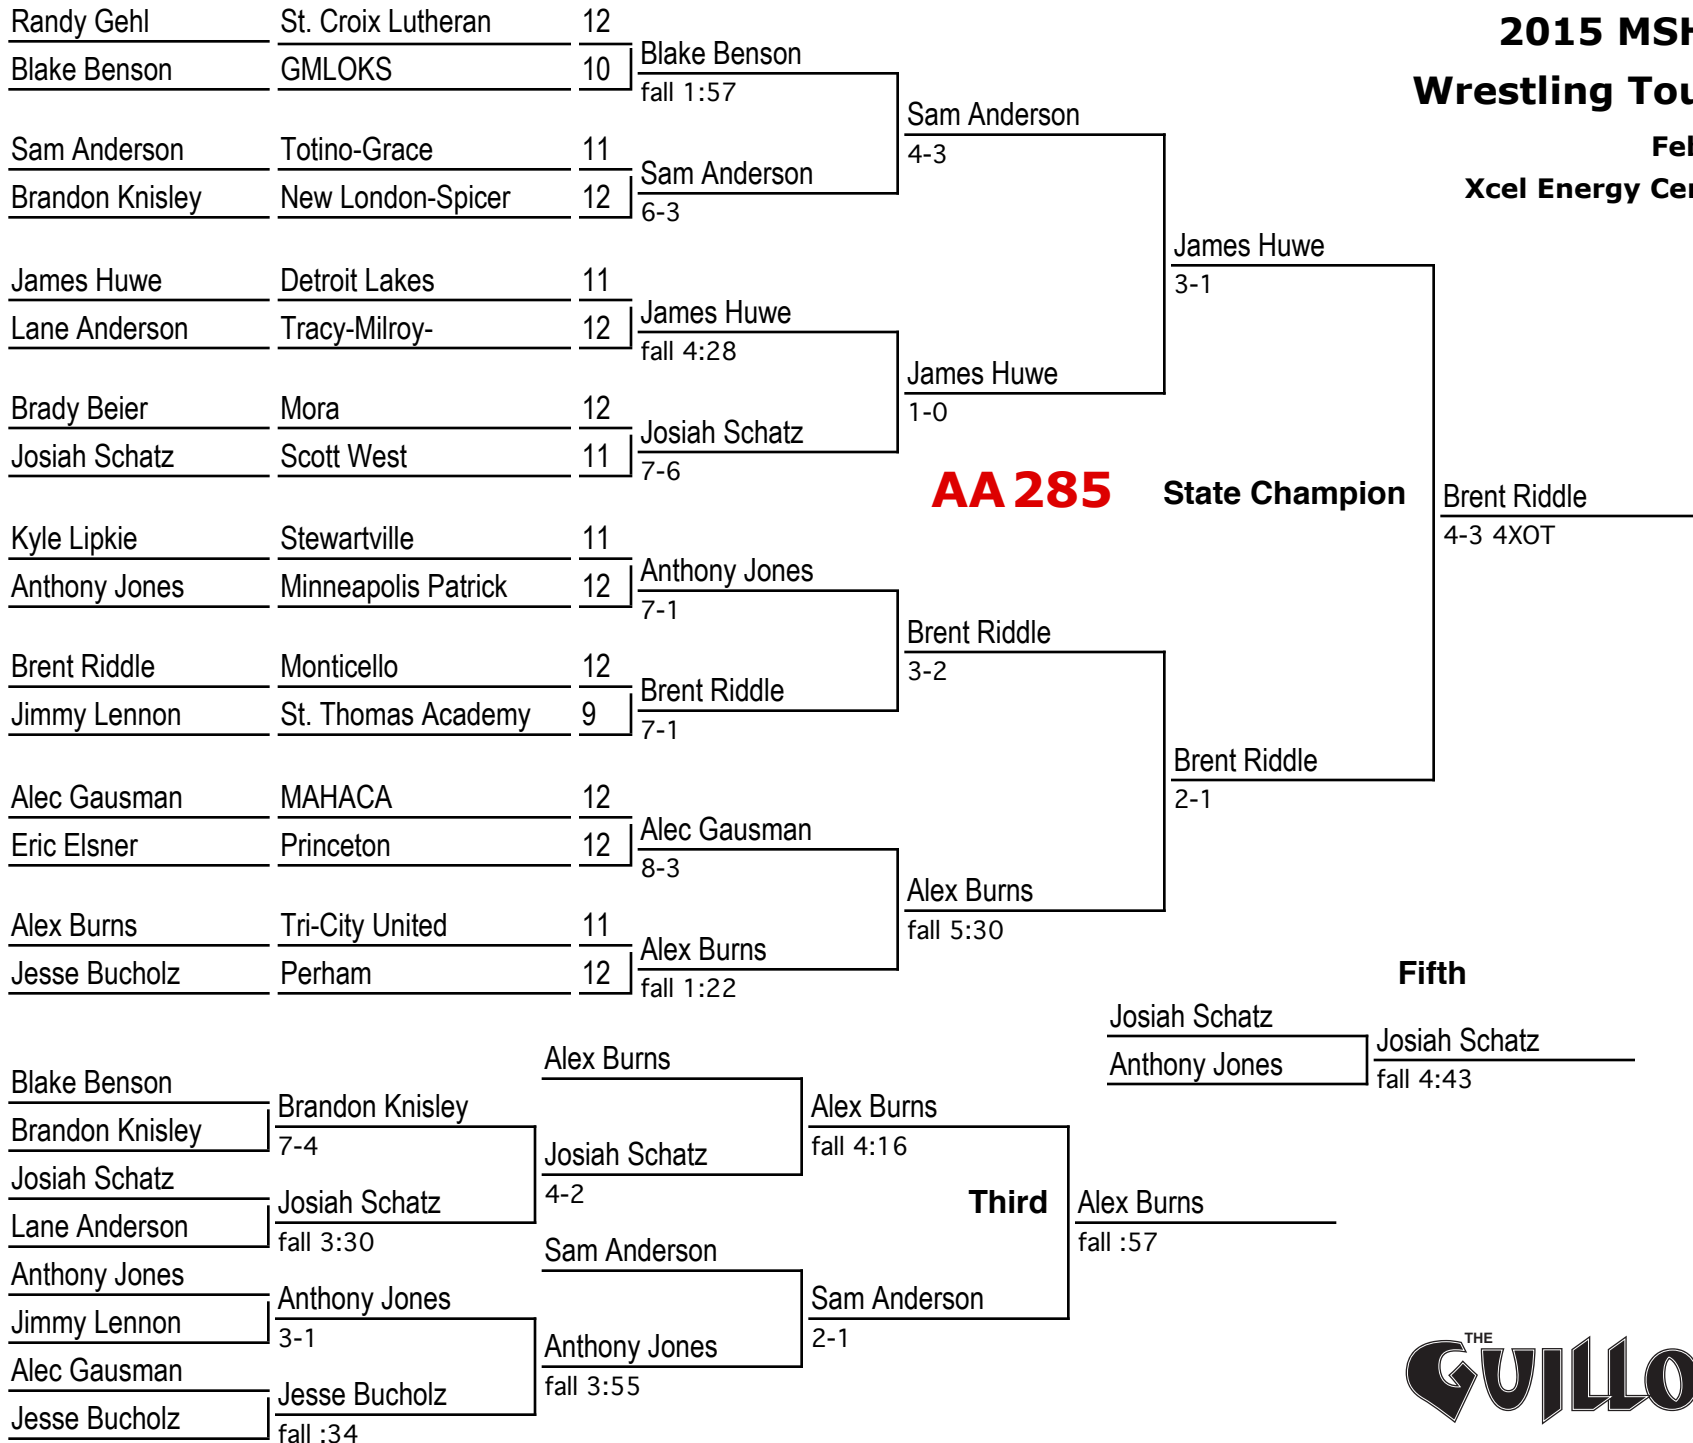 2015 MSH
Wrestling Tou
Feb
Xcel Energy Cen
Randy Gehl St. Croix Lutheran 12
Blake Benson GMLOKS 10
Blake Benson
fall 1:57
Sam Anderson
4-3
Sam Anderson Totino-Grace 11
Brandon Knisley New London-Spicer 12
Sam Anderson
6-3
James Huwe
3-1
James Huwe Detroit Lakes 11
Lane Anderson Tracy-Milroy- 12
James Huwe
fall 4:28
James Huwe
1-0
Brady Beier Mora 12
Josiah Schatz Scott West 11
Josiah Schatz
7-6
AA 285 State Champion
Brent Riddle
4-3 4XOT
Kyle Lipkie Stewartville 11
Anthony Jones Minneapolis Patrick 12
Anthony Jones
7-1
Brent Riddle
3-2
Brent Riddle Monticello 12
Jimmy Lennon St. Thomas Academy 9
Brent Riddle
7-1
Brent Riddle
2-1
Alec Gausman MAHACA 12
Eric Elsner Princeton 12
Alec Gausman
8-3
Alex Burns
fall 5:30
Alex Burns Tri-City United 11
Jesse Bucholz Perham 12
Alex Burns
fall 1:22
Fifth
Josiah Schatz
Anthony Jones
Josiah Schatz
fall 4:43
Blake Benson
Brandon Knisley
Brandon Knisley
7-4
Josiah Schatz
Lane Anderson
Josiah Schatz
fall 3:30
Anthony Jones
Jimmy Lennon
Anthony Jones
3-1
Alec Gausman
Jesse Bucholz
Jesse Bucholz
fall :34
Alex Burns
Josiah Schatz
4-2
Sam Anderson
Anthony Jones
fall 3:55
Alex Burns
fall 4:16
Sam Anderson
2-1
Third
Alex Burns
fall :57
THE
GUILLO